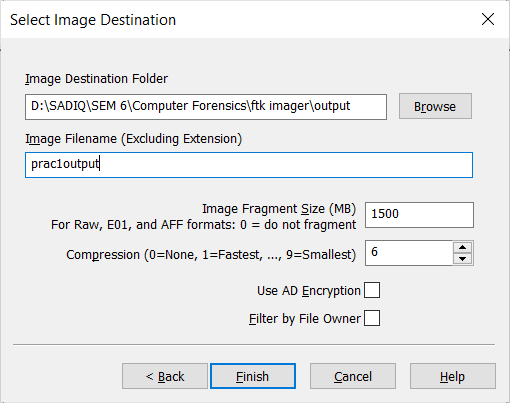 Select Image Destination
Image Destination Folder
D:\SADIQ\SEM 6\Computer Forensics\ftk imager\output
Browse
Image Filename (Excluding Extension)
prac1output
Image Fragment Size (MB)
For Raw, E01, and AFF formats: 0 = do not fragment
1500
Compression (0=None, 1=Fastest, ..., 9=Smallest)
6
Use AD Encryption
Filter by File Owner
< Back
Finish
Cancel
Help